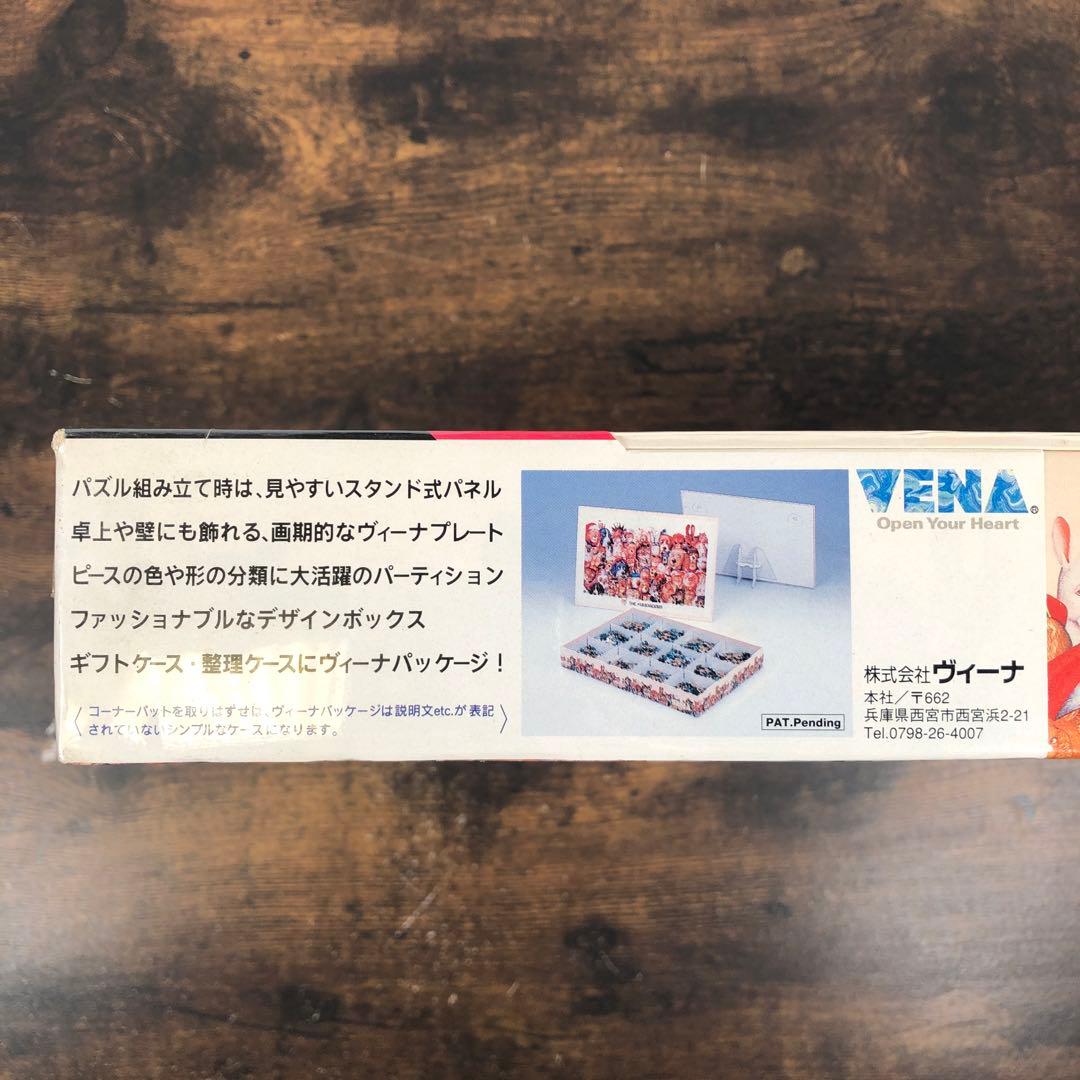 パズル組み立て時は、見やすいスタンド式パネル
卓上や壁にも飾れる、画期的なヴィーナプレート
ピースの色や形の分類に大活躍のパーティション
ファッショナブルなデザインボックス
ギフトケース・整理ケースにヴィーナパッケージ!
〈コーナーパットを取りはずせば、ヴィーナパッケージは説明文etc.が表記
されていないシンプルなケースになります。〉
PAT.Pending
VENA®
Open Your Heart
株式会社ヴィーナ
本社/〒662
兵庫県西宮市西宮浜2-21
Tel.0798-26-4007